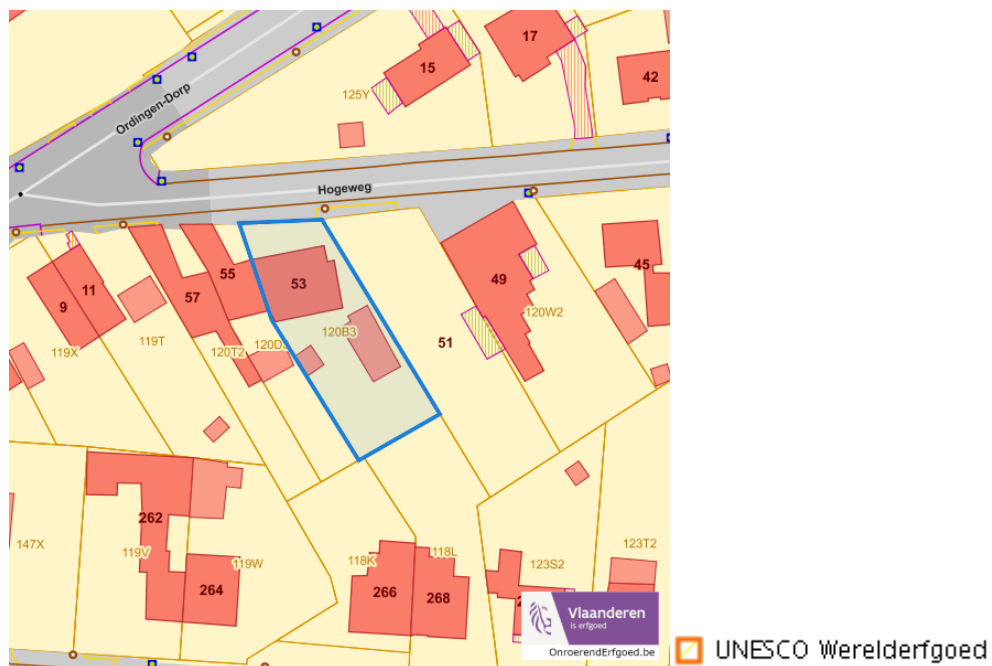 17
15
42
125Y
Ordingen-Dorp
Hogeweg
55
53
49
45
11
9
57
120B3
120W2
119X
119T
120T2
51
262
147X
119V
119W
264
118K
118L
266
268
123S2
123T2
Vlaanderen
is erfgoed
OnroerendErfgoed.be
UNESCO Werelderfgoed